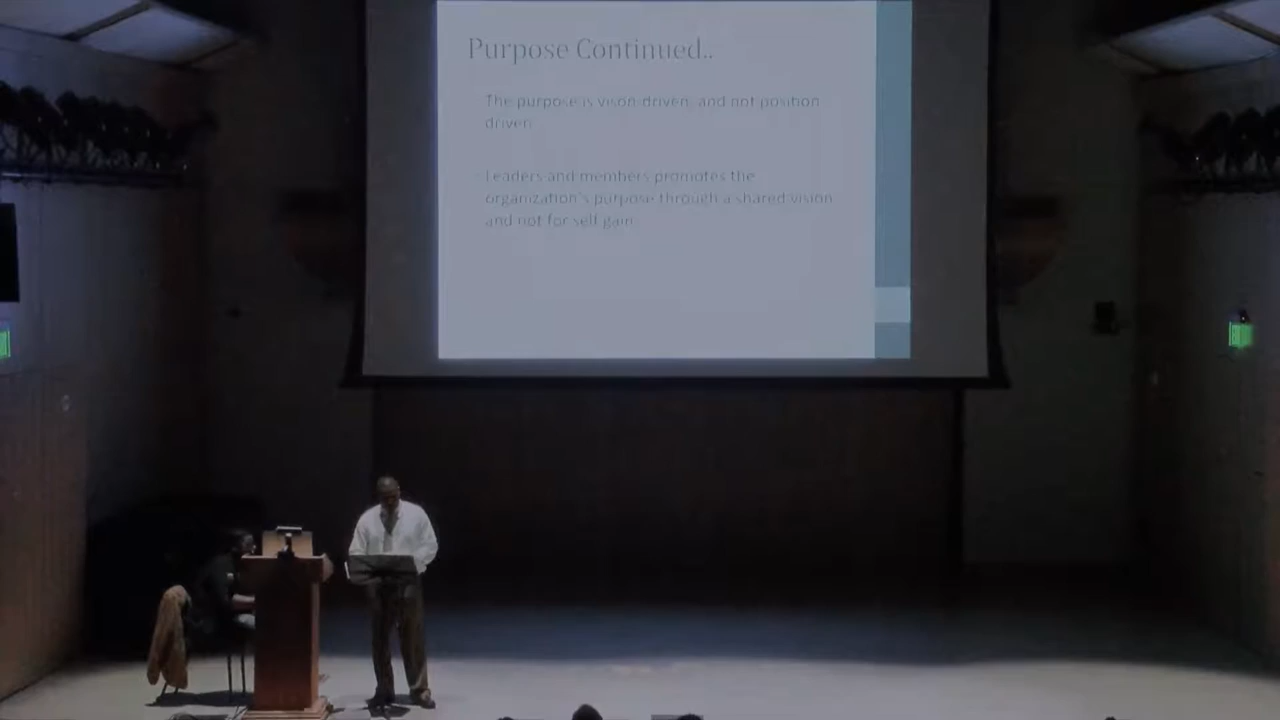 Purpose Continued..
The purpose is vison driven, and not position
driven
Leaders and members promotes the
organization's purpose through a shared vision
and not for self gain.